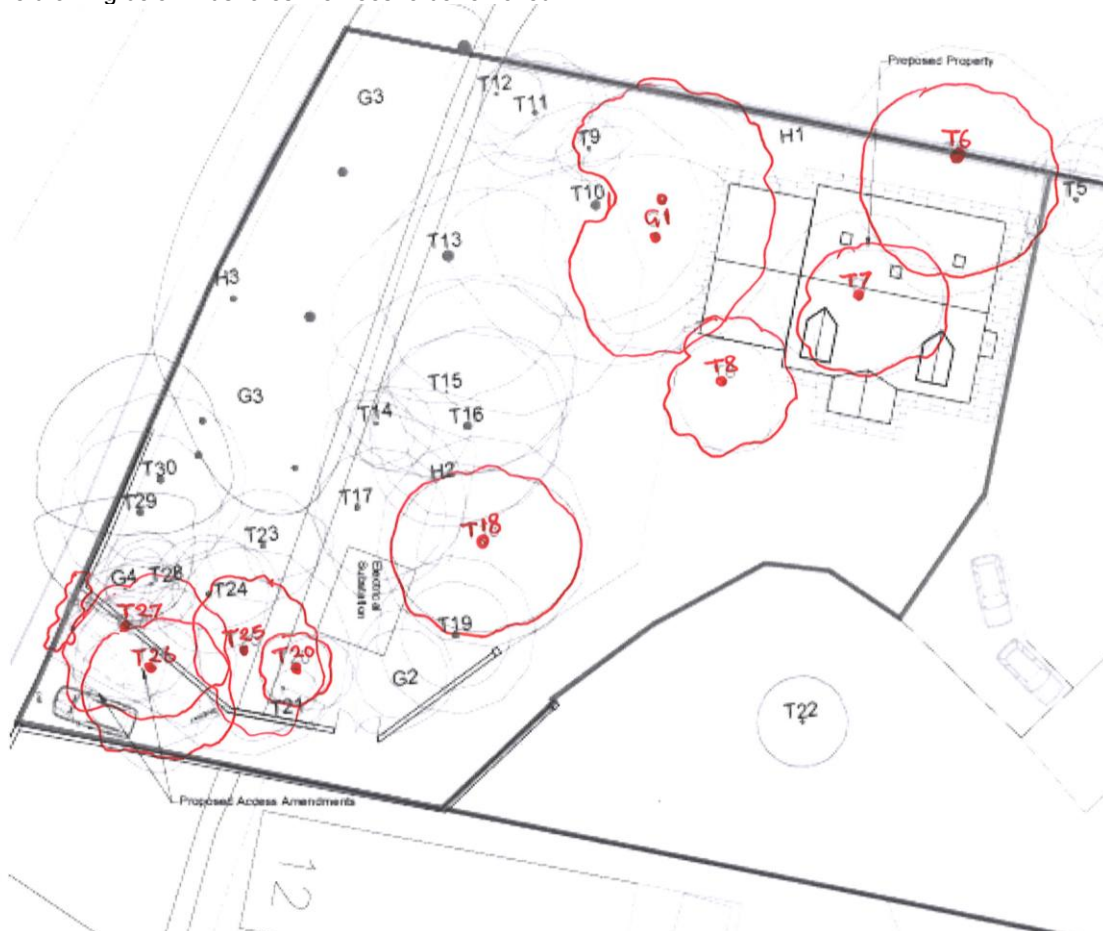 G3
T12
T11
Proposed Property
T9
H1
T6
T10
G1
T5
T13
H3
T7
T15
T8
G3
T14
T16
H2
T30
T29
T17
T18
T23
Electrical
Substation
G4
T28
T24
T27
T19
T25
T26
T20
G2
T21
T22
Proposed Access Amendments
12